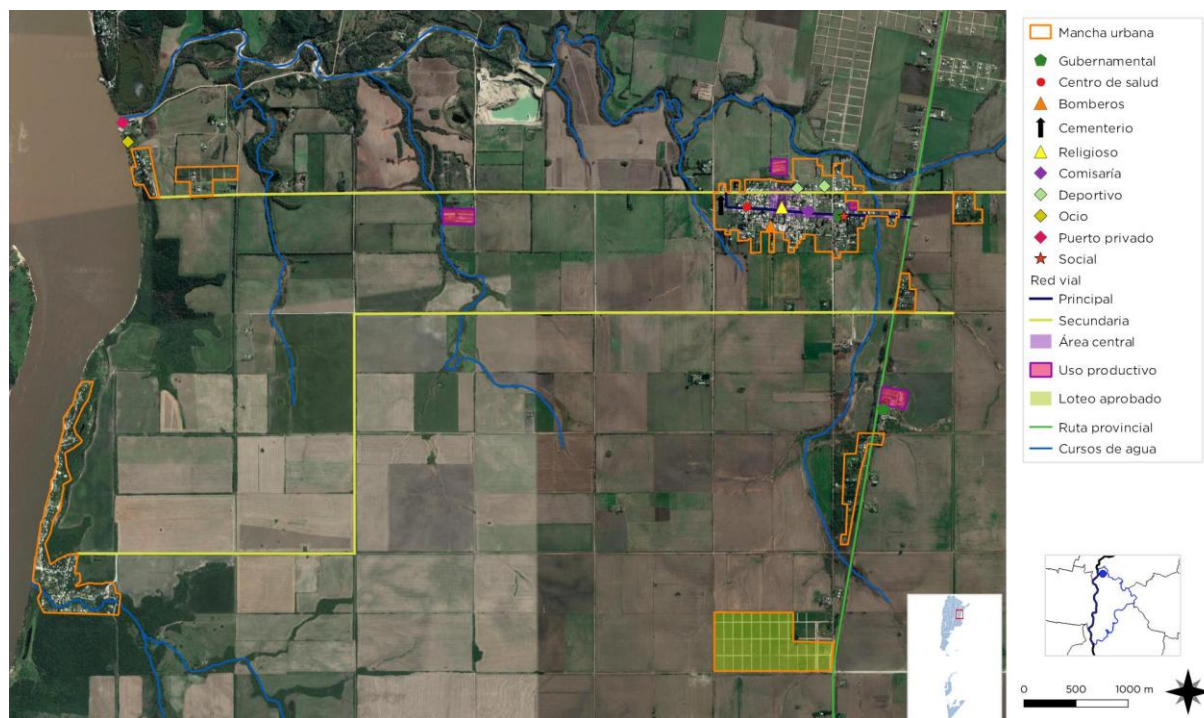 Mancha urbana
Gubernamental
Centro de salud
Bomberos
Cementerio
Religioso
Comisaría
Deportivo
Ocio
Puerto privado
Social
Red vial
Principal
Secundaria
Área central
Uso productivo
Loteo aprobado
Ruta provincial
Cursos de agua
0 500 1000 m